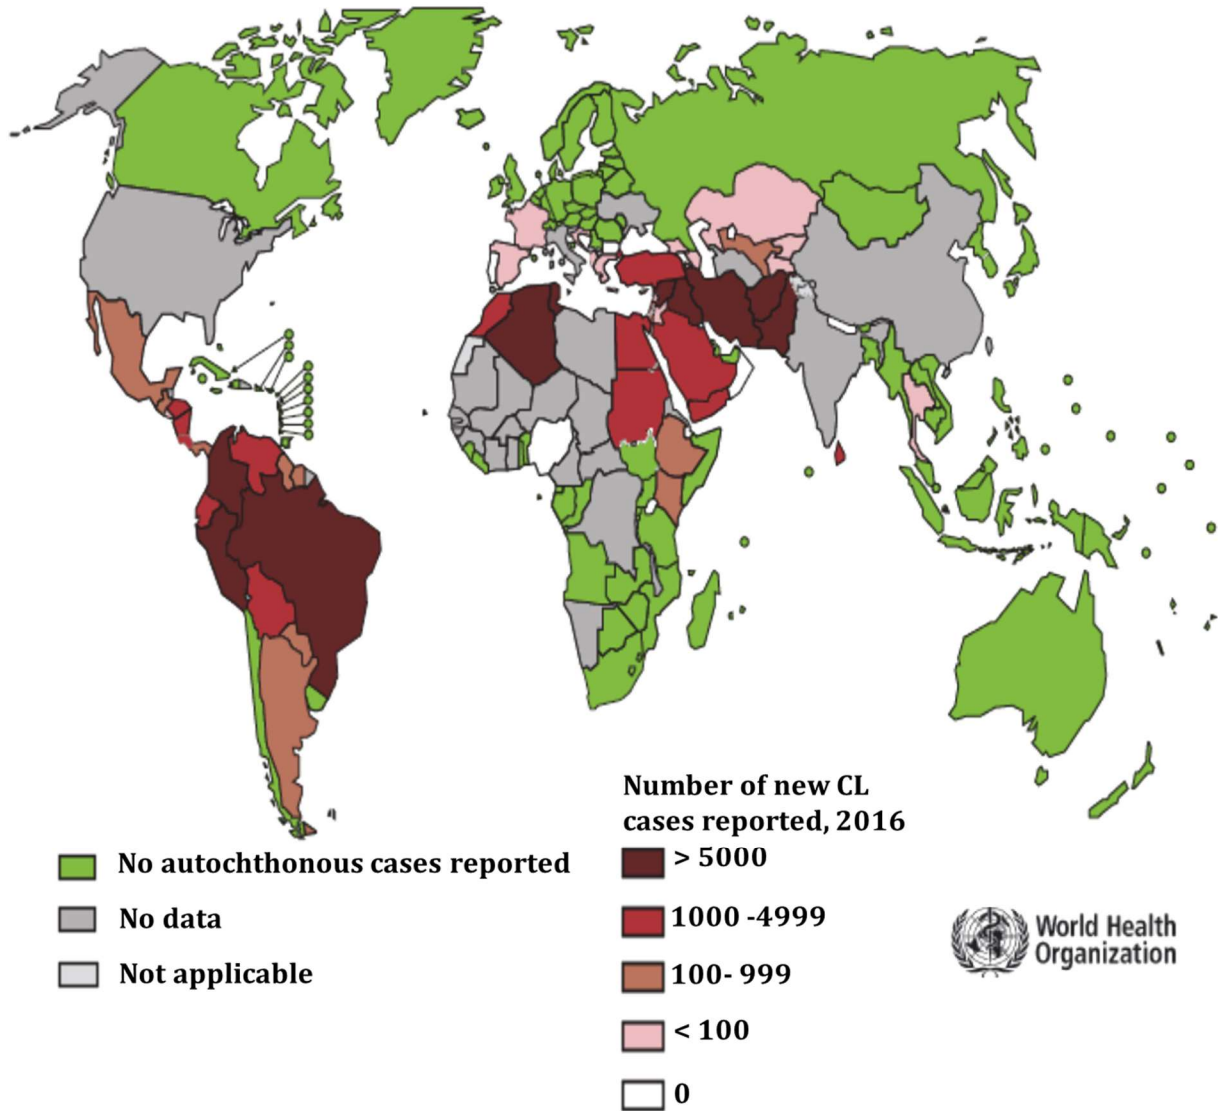 Number of new CL
cases reported, 2016
No autochthonous cases reported
No data
Not applicable
> 5000
1000 -4999
100- 999
< 100
0
World Health
Organization